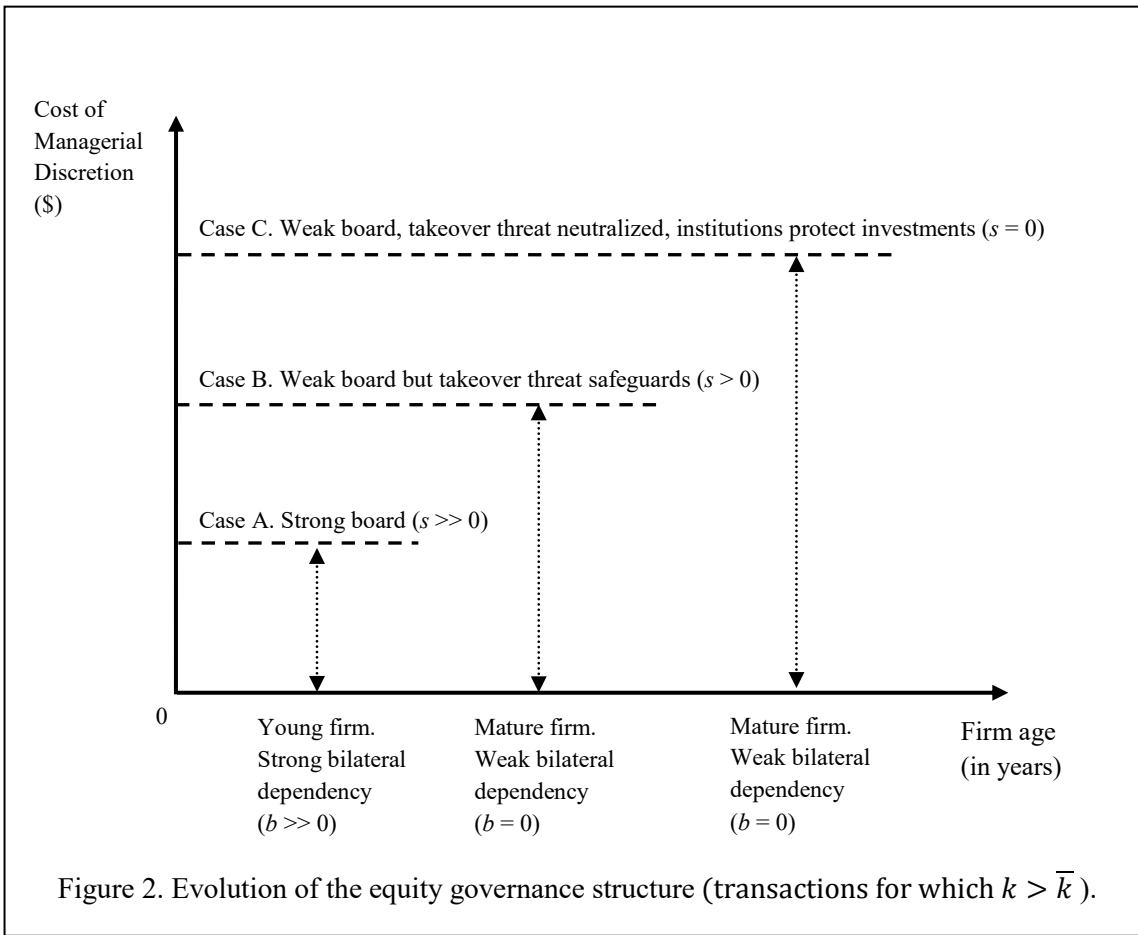 Cost of
Managerial
Discretion
($)
Case C. Weak board, takeover threat neutralized, institutions protect investments (s = 0)
Case B. Weak board but takeover threat safeguards (s > 0)
Case A. Strong board (s >> 0)
0
Young firm.
Strong bilateral
dependency
(b >> 0)
Mature firm.
Weak bilateral
dependency
(b = 0)
Mature firm.
Weak bilateral
dependency
(b = 0)
Firm age
(in years)
Figure 2. Evolution of the equity governance structure (transactions for which k > k̅ ).